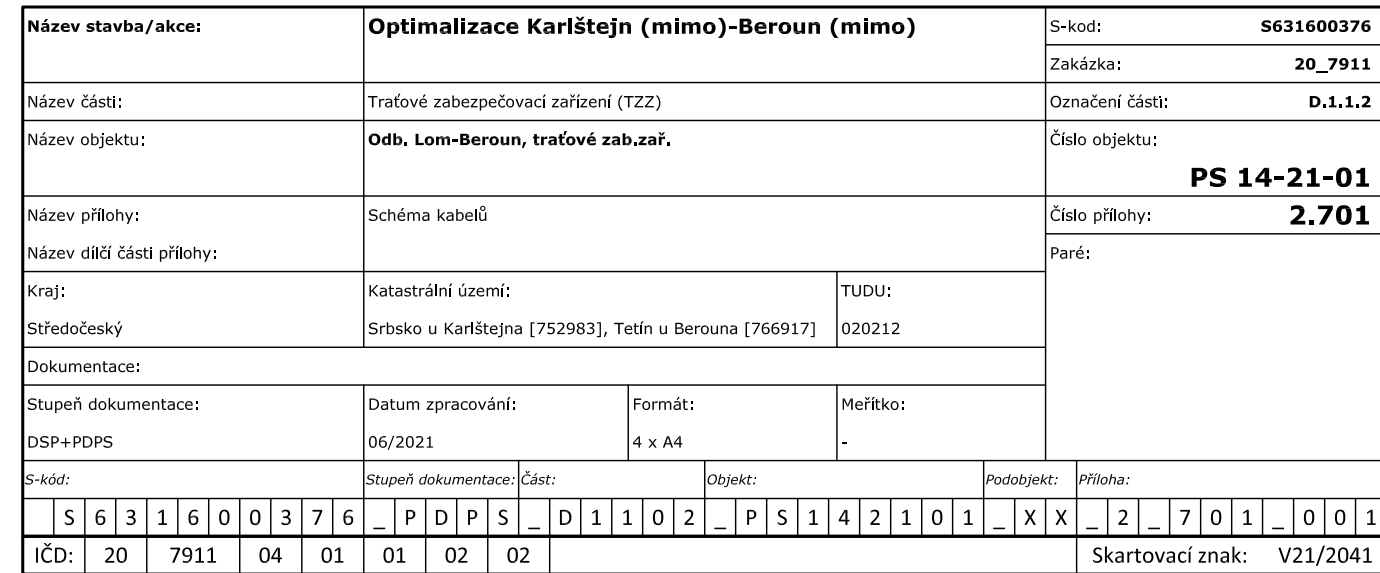 Název stavba/akce: Optimalizace Karlštejn (mimo)-Beroun (mimo) S-kod: S631600376
Zakázka: 20_7911
Název části: Traťové zabezpečovací zařízení (TZZ) Označení části: D.1.1.2
Název objektu: Odb. Lom-Beroun, traťové zab.zař. Číslo objektu:
PS 14-21-01
Název přílohy: Schéma kabelů Číslo přílohy: 2.701
Název dílčí části přílohy: Paré:
Kraj: Katastrální území: TUDU:
Středočeský Srbsko u Karlštejna [752983], Tetín u Berouna [766917] 020212
Dokumentace:
Stupeň dokumentace: Datum zpracování: Formát: Meřítko:
DSP+PDPS 06/2021 4 x A4 -
S-kód: Stupeň dokumentace: Část: Objekt: Podobjekt: Příloha:
S 6 3 1 6 0 0 3 7 6 _ P D P S _ D 1 1 0 2 _ P S 1 4 2 1 0 1 _ X X _ 2 _ 7 0 1 _ 0 0 1
IČD: 20 7911 04 01 01 02 02 Skartovací znak: V21/2041